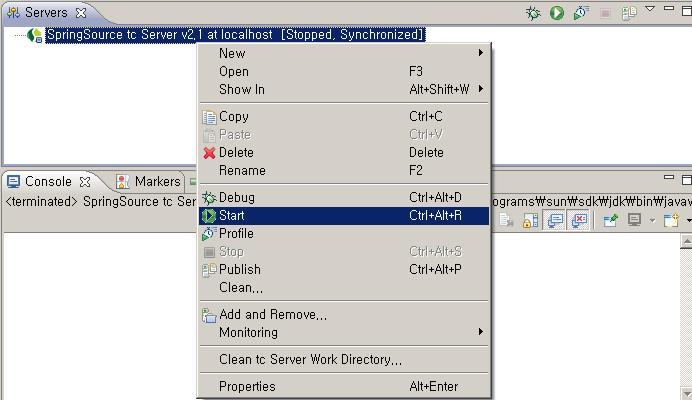 Servers
SpringSource tc Server v2,1 at localhost [Stopped, Synchronized]
New
Open F3
Show In Alt+Shift+W
Copy Ctrl+C
Paste Ctrl+V
Delete Delete
Rename F2
Console Markers
Debug Ctrl+Alt+D
<terminated> SpringSource tc Ser ograms₩sun₩sdk₩jdk₩bin₩javaw
Start Ctrl+Alt+R
Profile
Stop Ctrl+Alt+S
Publish Ctrl+Alt+P
Clean,,,
Add and Remove,,,
Monitoring
Clean tc Server Work Directory,,,
Properties Alt+Enter